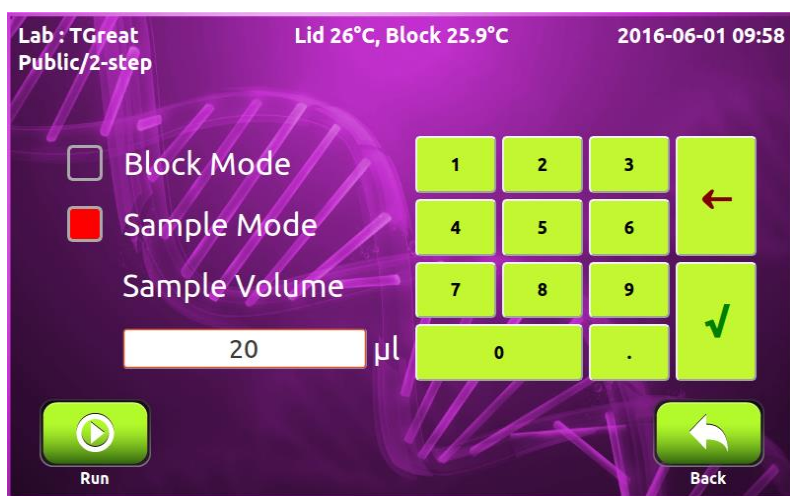 Lab : TGreat
Public/2-step
Lid 26°C, Block 25.9°C
2016-06-01 09:58
Block Mode
Sample Mode
Sample Volume
20 µl
1 2 3 ←
4 5 6
7 8 9 √
0 .
Run
Back